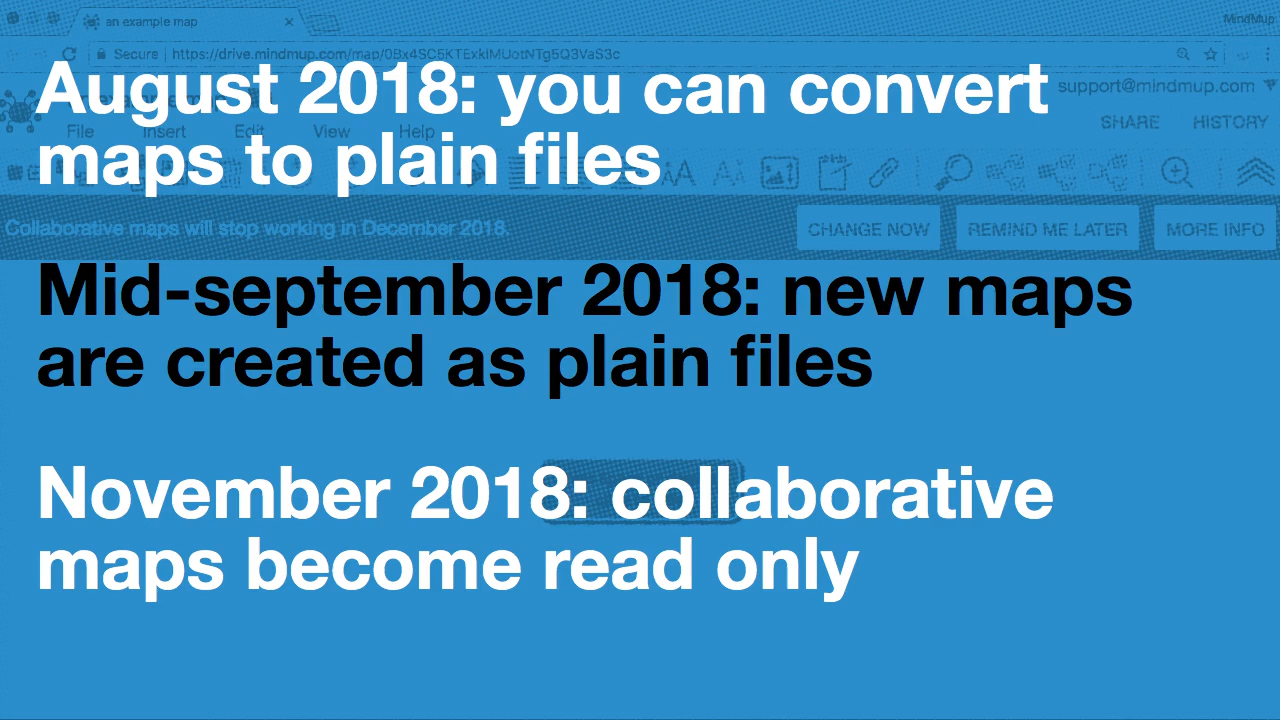 an example map
MindMup
Secure https://drive.mindmup.com/map/
August 2018: you can convert
maps to plain files
support@mindmup.com
File Insert Edit View Help
SHARE HISTORY
Collaborative maps will stop working in December 2018.
CHANGE NOW REMIND ME LATER MORE INFO
Mid-september 2018: new maps
are created as plain files
November 2018: collaborative
maps become read only